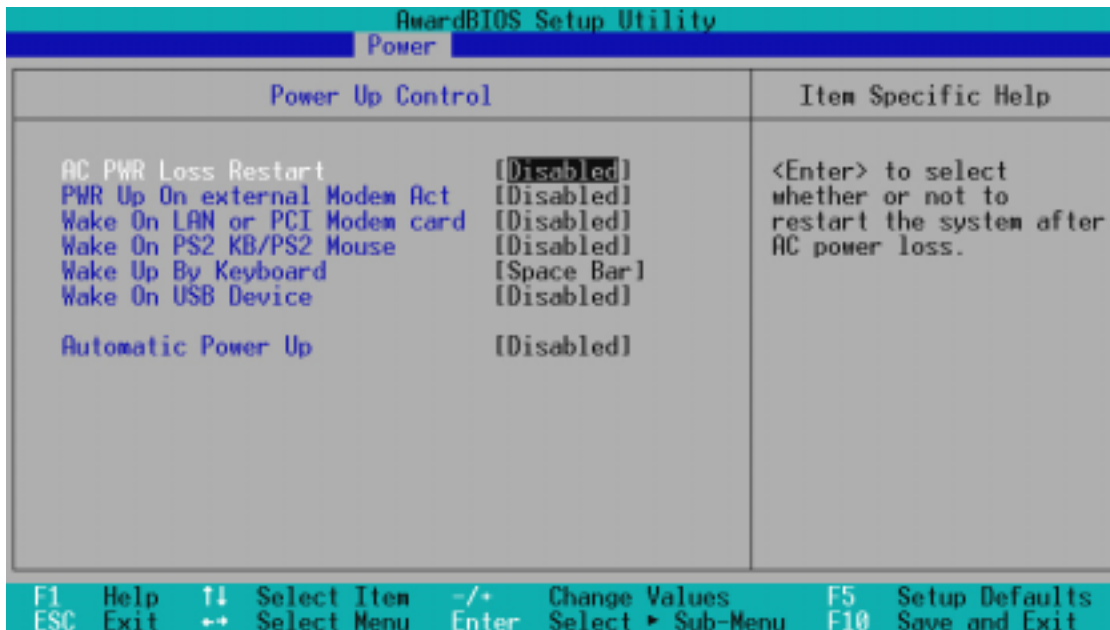 AwardBIOS Setup Utility
Power
Power Up Control
Item Specific Help
AC PWR Loss Restart [Disabled]
PWR Up On external Modem Act [Disabled]
Wake On LAN or PCI Modem card [Disabled]
Wake On PS2 KB/PS2 Mouse [Disabled]
Wake Up By Keyboard [Space Bar]
Wake On USB Device [Disabled]
Automatic Power Up [Disabled]
<Enter> to select
whether or not to
restart the system after
AC power loss.
F1 Help ↑↓ Select Item -/+ Change Values F5 Setup Defaults
ESC Exit ←→ Select Menu Enter Select ► Sub-Menu F10 Save and Exit